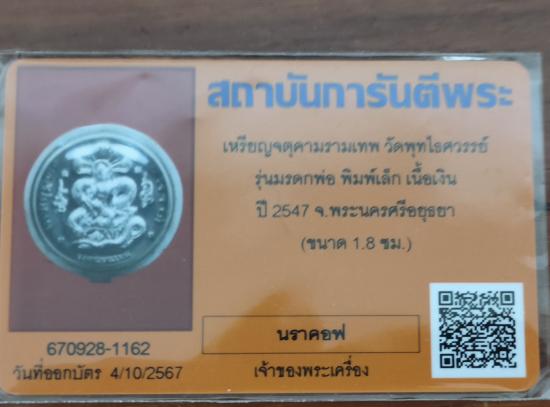 สถาบันการันตีพระ
เหรียญจตุคามรามเทพ วัดพุทไธศวรรย์
รุ่นมรดกพ่อ พิมพ์เล็ก เนื้อเงิน
ปี 2547 จ.พระนครศรีอยุธยา
(ขนาด 1.8 ซม.)
นราคอฟ
เจ้าของพระเครื่อง
670928-1162
วันที่ออกบัตร 4/10/2567